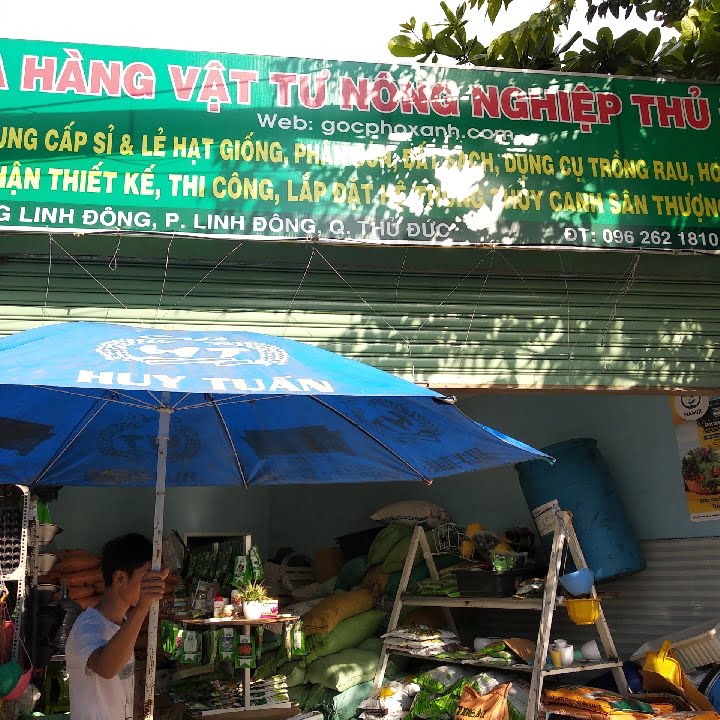 HÀNG VẬT TƯ NÔNG NGHIỆP THỦ
Web: gocphoxanh.com
UNG CẤP SỈ & LẺ HẠT GIỐNG, PHÂN BÓN, ĐẤT SẠCH, DỤNG CỤ TRỒNG RAU, HO
HẬN THIẾT KẾ, THI CÔNG, LẮP ĐẶT HỆ THỦY CANH SÂN THƯỢNG
G LINH ĐÔNG, P. LINH ĐÔNG, Q. THỦ ĐỨC
ĐT: 096 262 1810
HUY TUẤN
NAMIX